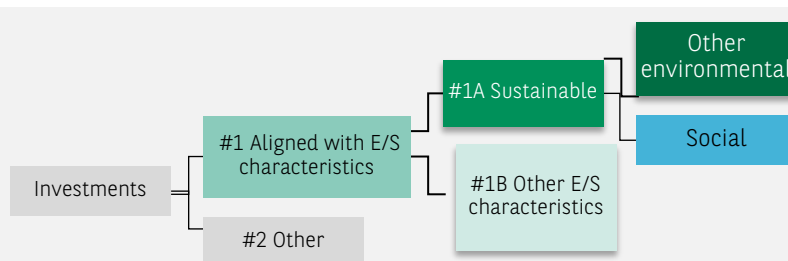 Other
environmental
#1A Sustainable
#1 Aligned with E/S
characteristics
Social
Investments
#1B Other E/S
characteristics
#2 Other